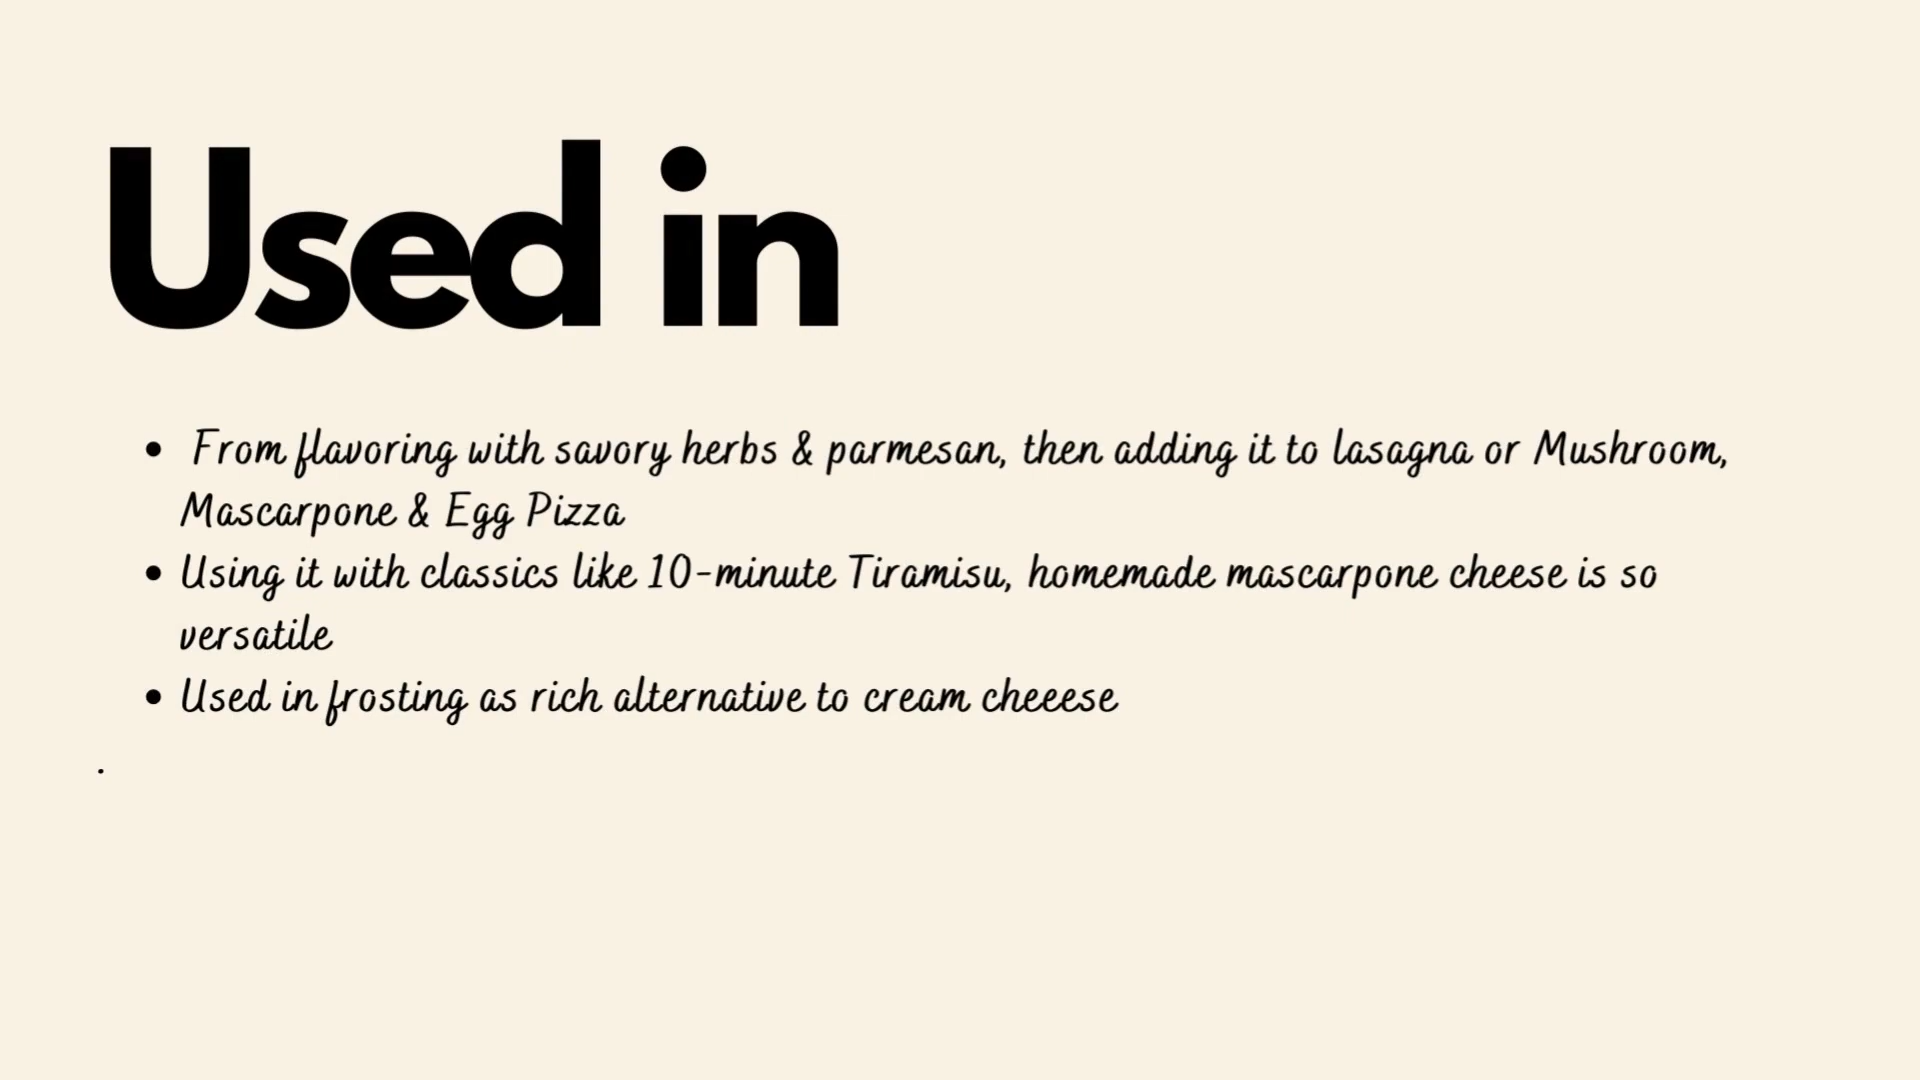 Used in
• From flavoring with savory herbs & parmesan, then adding it to lasagna or Mushroom,
Mascarpone & Egg Pizza
• Using it with classics like 10-minute Tiramisu, homemade mascarpone cheese is so
versatile
• Used in frosting as rich alternative to cream cheeese
.